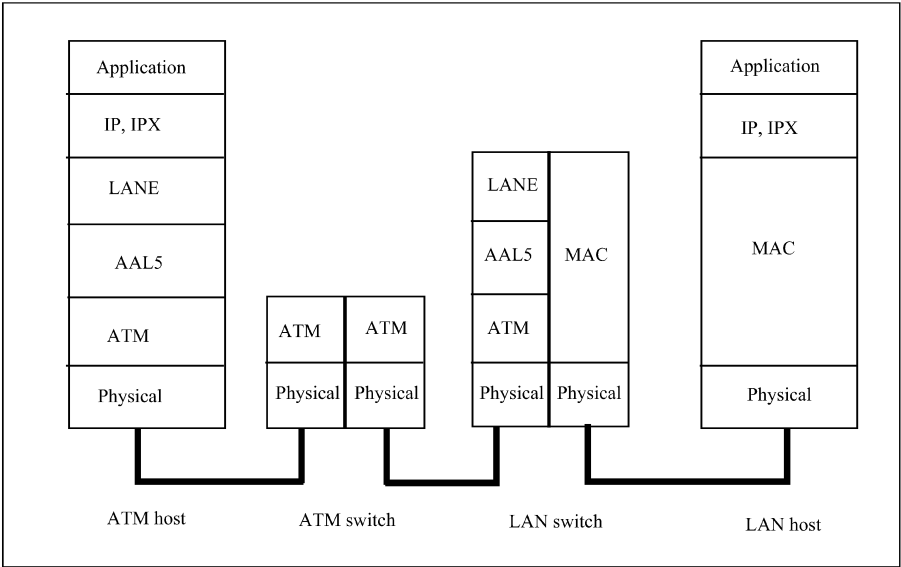 Application
IP, IPX
LANE
AAL5
ATM
Physical
ATM
ATM
Physical
Physical
LANE
AAL5
ATM
MAC
Physical
Physical
Application
IP, IPX
MAC
Physical
ATM host
ATM switch
LAN switch
LAN host